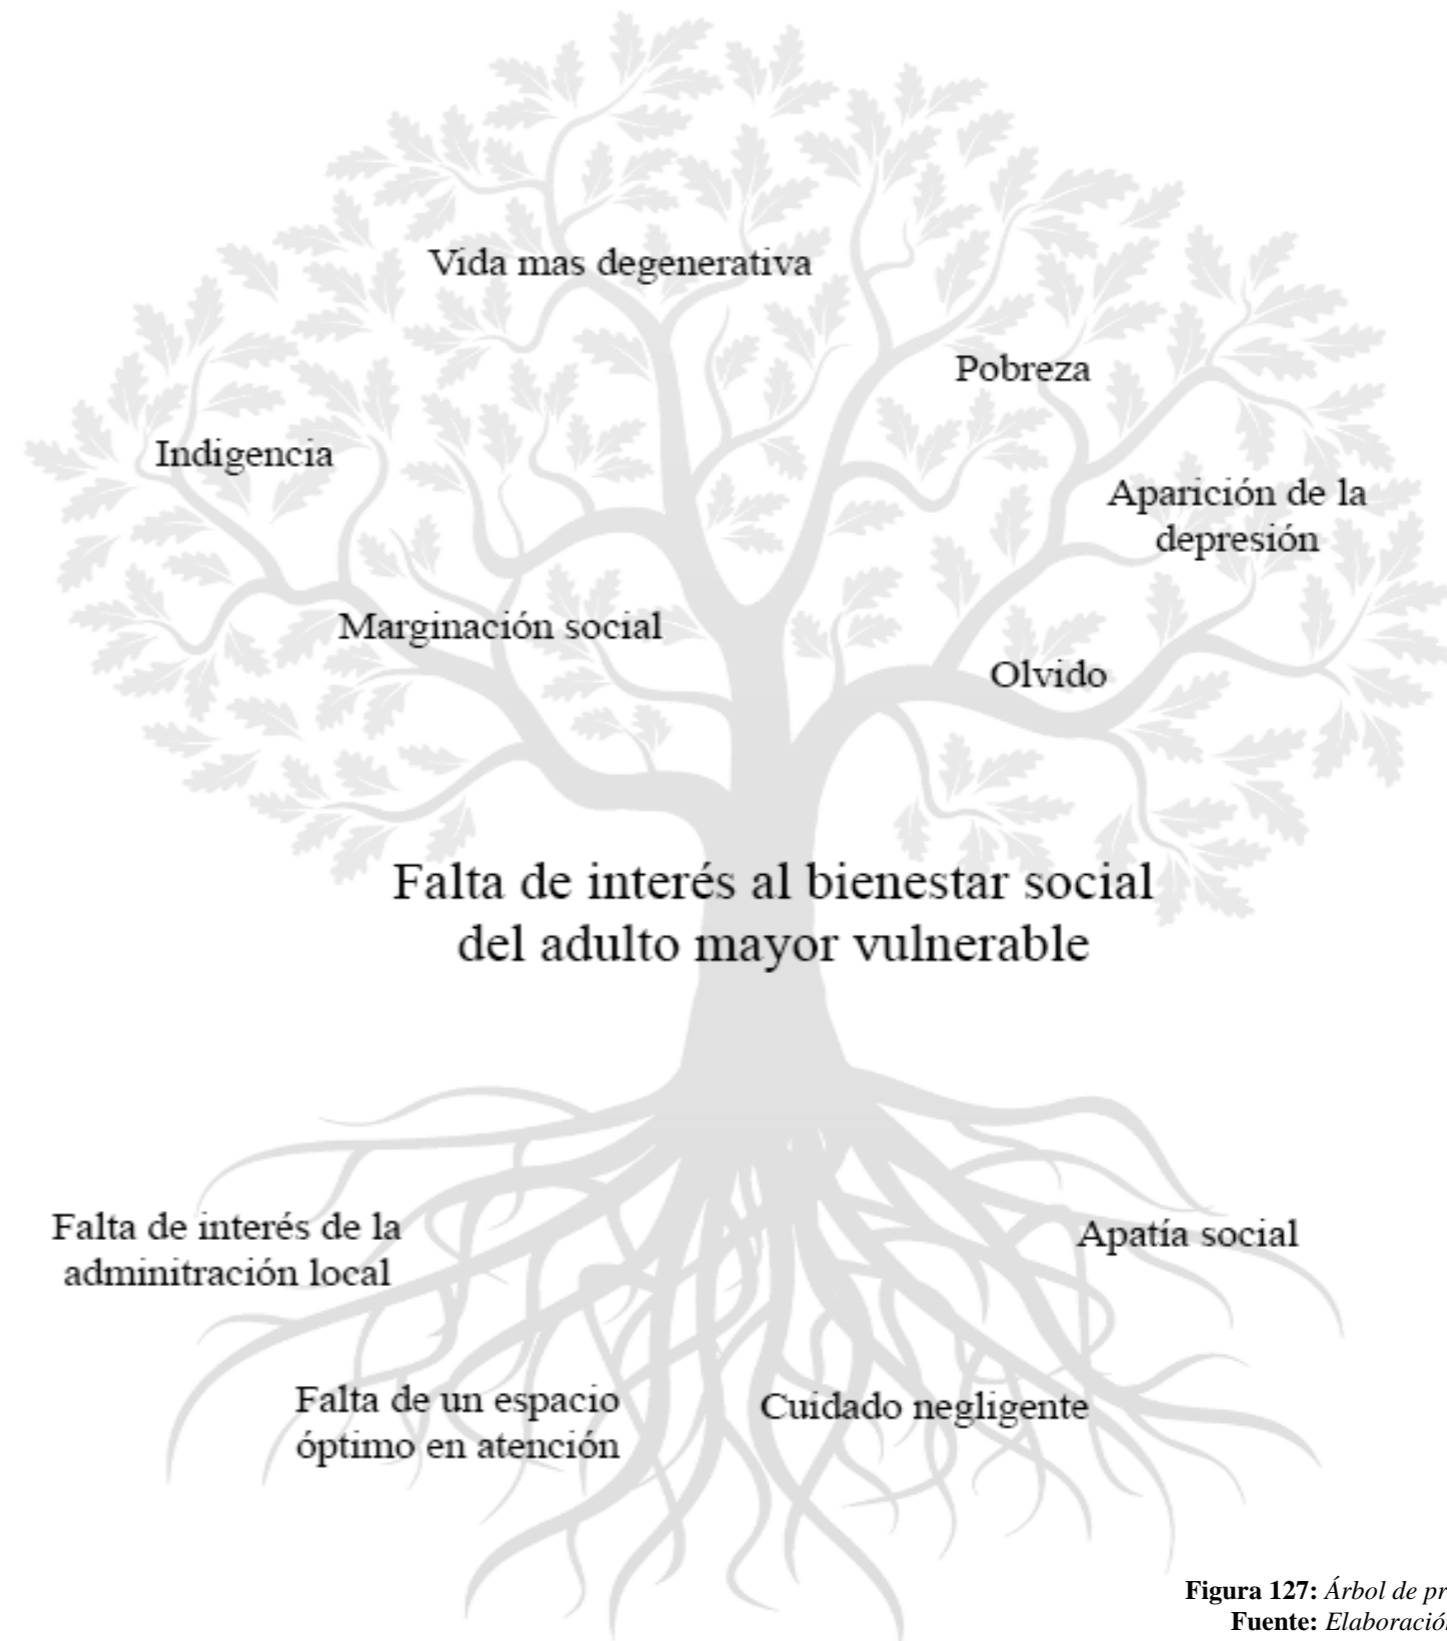 Vida mas degenerativa
Pobreza
Indigencia
Aparición de la
depresión
Marginación social
Olvido
Falta de interés al bienestar social
del adulto mayor vulnerable
Falta de interés de la
adminitración local
Apatía social
Falta de un espacio
óptimo en atención
Cuidado negligente
Figura 127: Árbol de
Fuente: